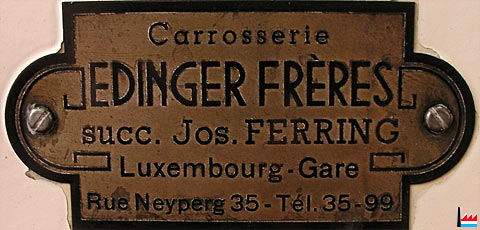 Carrosserie
EDINGER FRÈRES
succ. Jos. FERRING
Luxembourg-Gare
Rue Neyperg 35 - Tél. 35-99